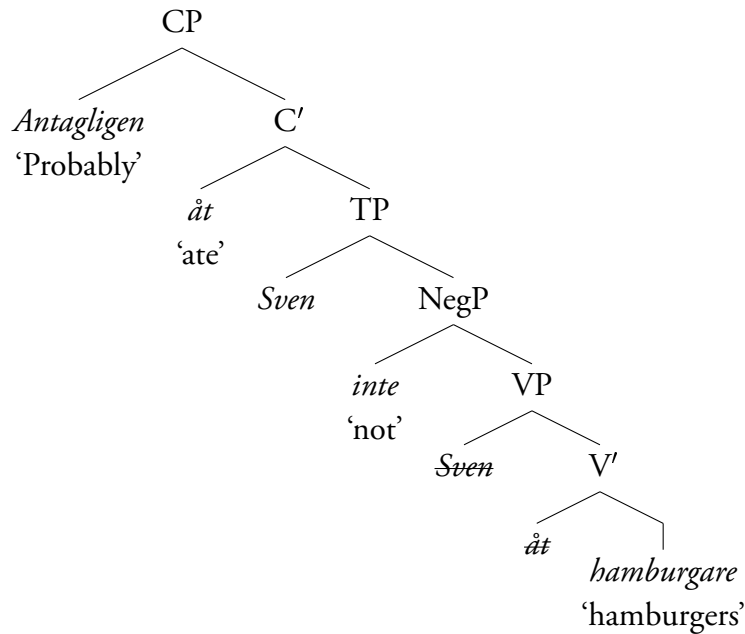 CP
Antagligen
'Probably'
C′
åt
'ate'
TP
Sven
NegP
inte
'not'
VP
Sven
V′
åt
hamburgare
'hamburgers'